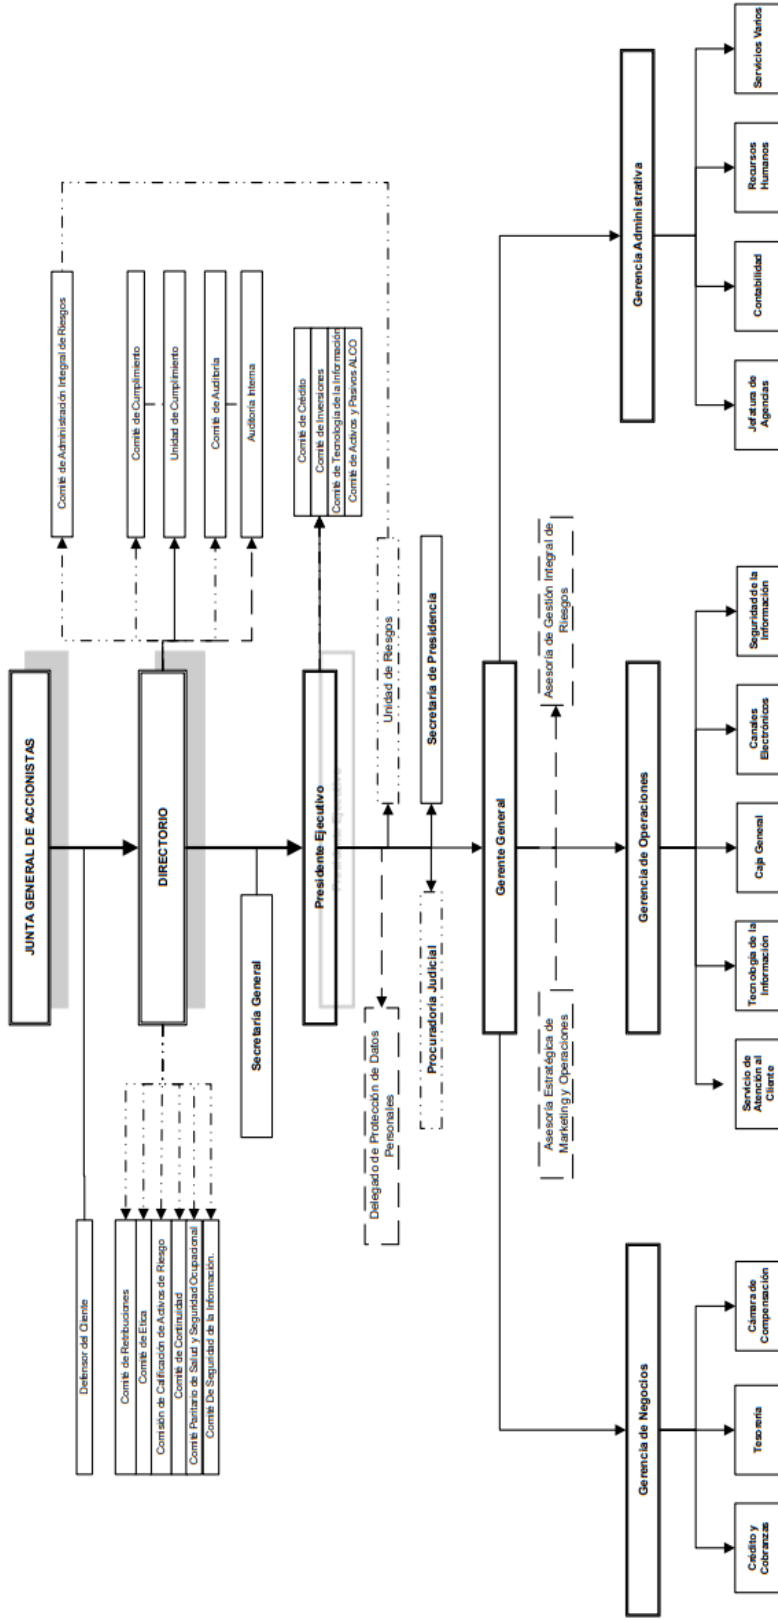 JUNTA GENERAL DE ACCIONISTAS
Defensor del Cliente
DIRECTORIO
Comité de Retribuciones
Comité de Etica
Comisión de Calificación de Activos de Riesgo
Comité de Continuidad
Comité Paritario de Salud y Seguridad Ocupacional
Comité De Seguridad de la Información.
Comité de Administración Integral de Riesgos
Comité de Cumplimiento
Unidad de Cumplimiento
Comité de Auditoría
Auditoría Interna
Secretaría General
Presidente Ejecutivo
Comité de Crédito
Comité de Inversiones
Comité de Tecnología de la Información
Comité de Activos y Pasivos ALCO
Delegado de Protección de Datos
Personales
Unidad de Riesgos
Procuradoría Judicial
Secretaría de Presidencia
Gerente General
Asesoría Estratégica de
Marketing y Operaciones
Asesoría de Gestión Integral de
Riesgos
Gerencia de Negocios
Gerencia de Operaciones
Gerencia Administrativa
Crédito y
Cobranzas
Tesorería
Cámara de
Compensación
Servicio de
Atención al
Cliente
Tecnología de la
Información
Caja General
Canales
Electrónicos
Seguridad de la
Información
Jefatura de
Agencias
Contabilidad
Recursos
Humanos
Servicios Varios